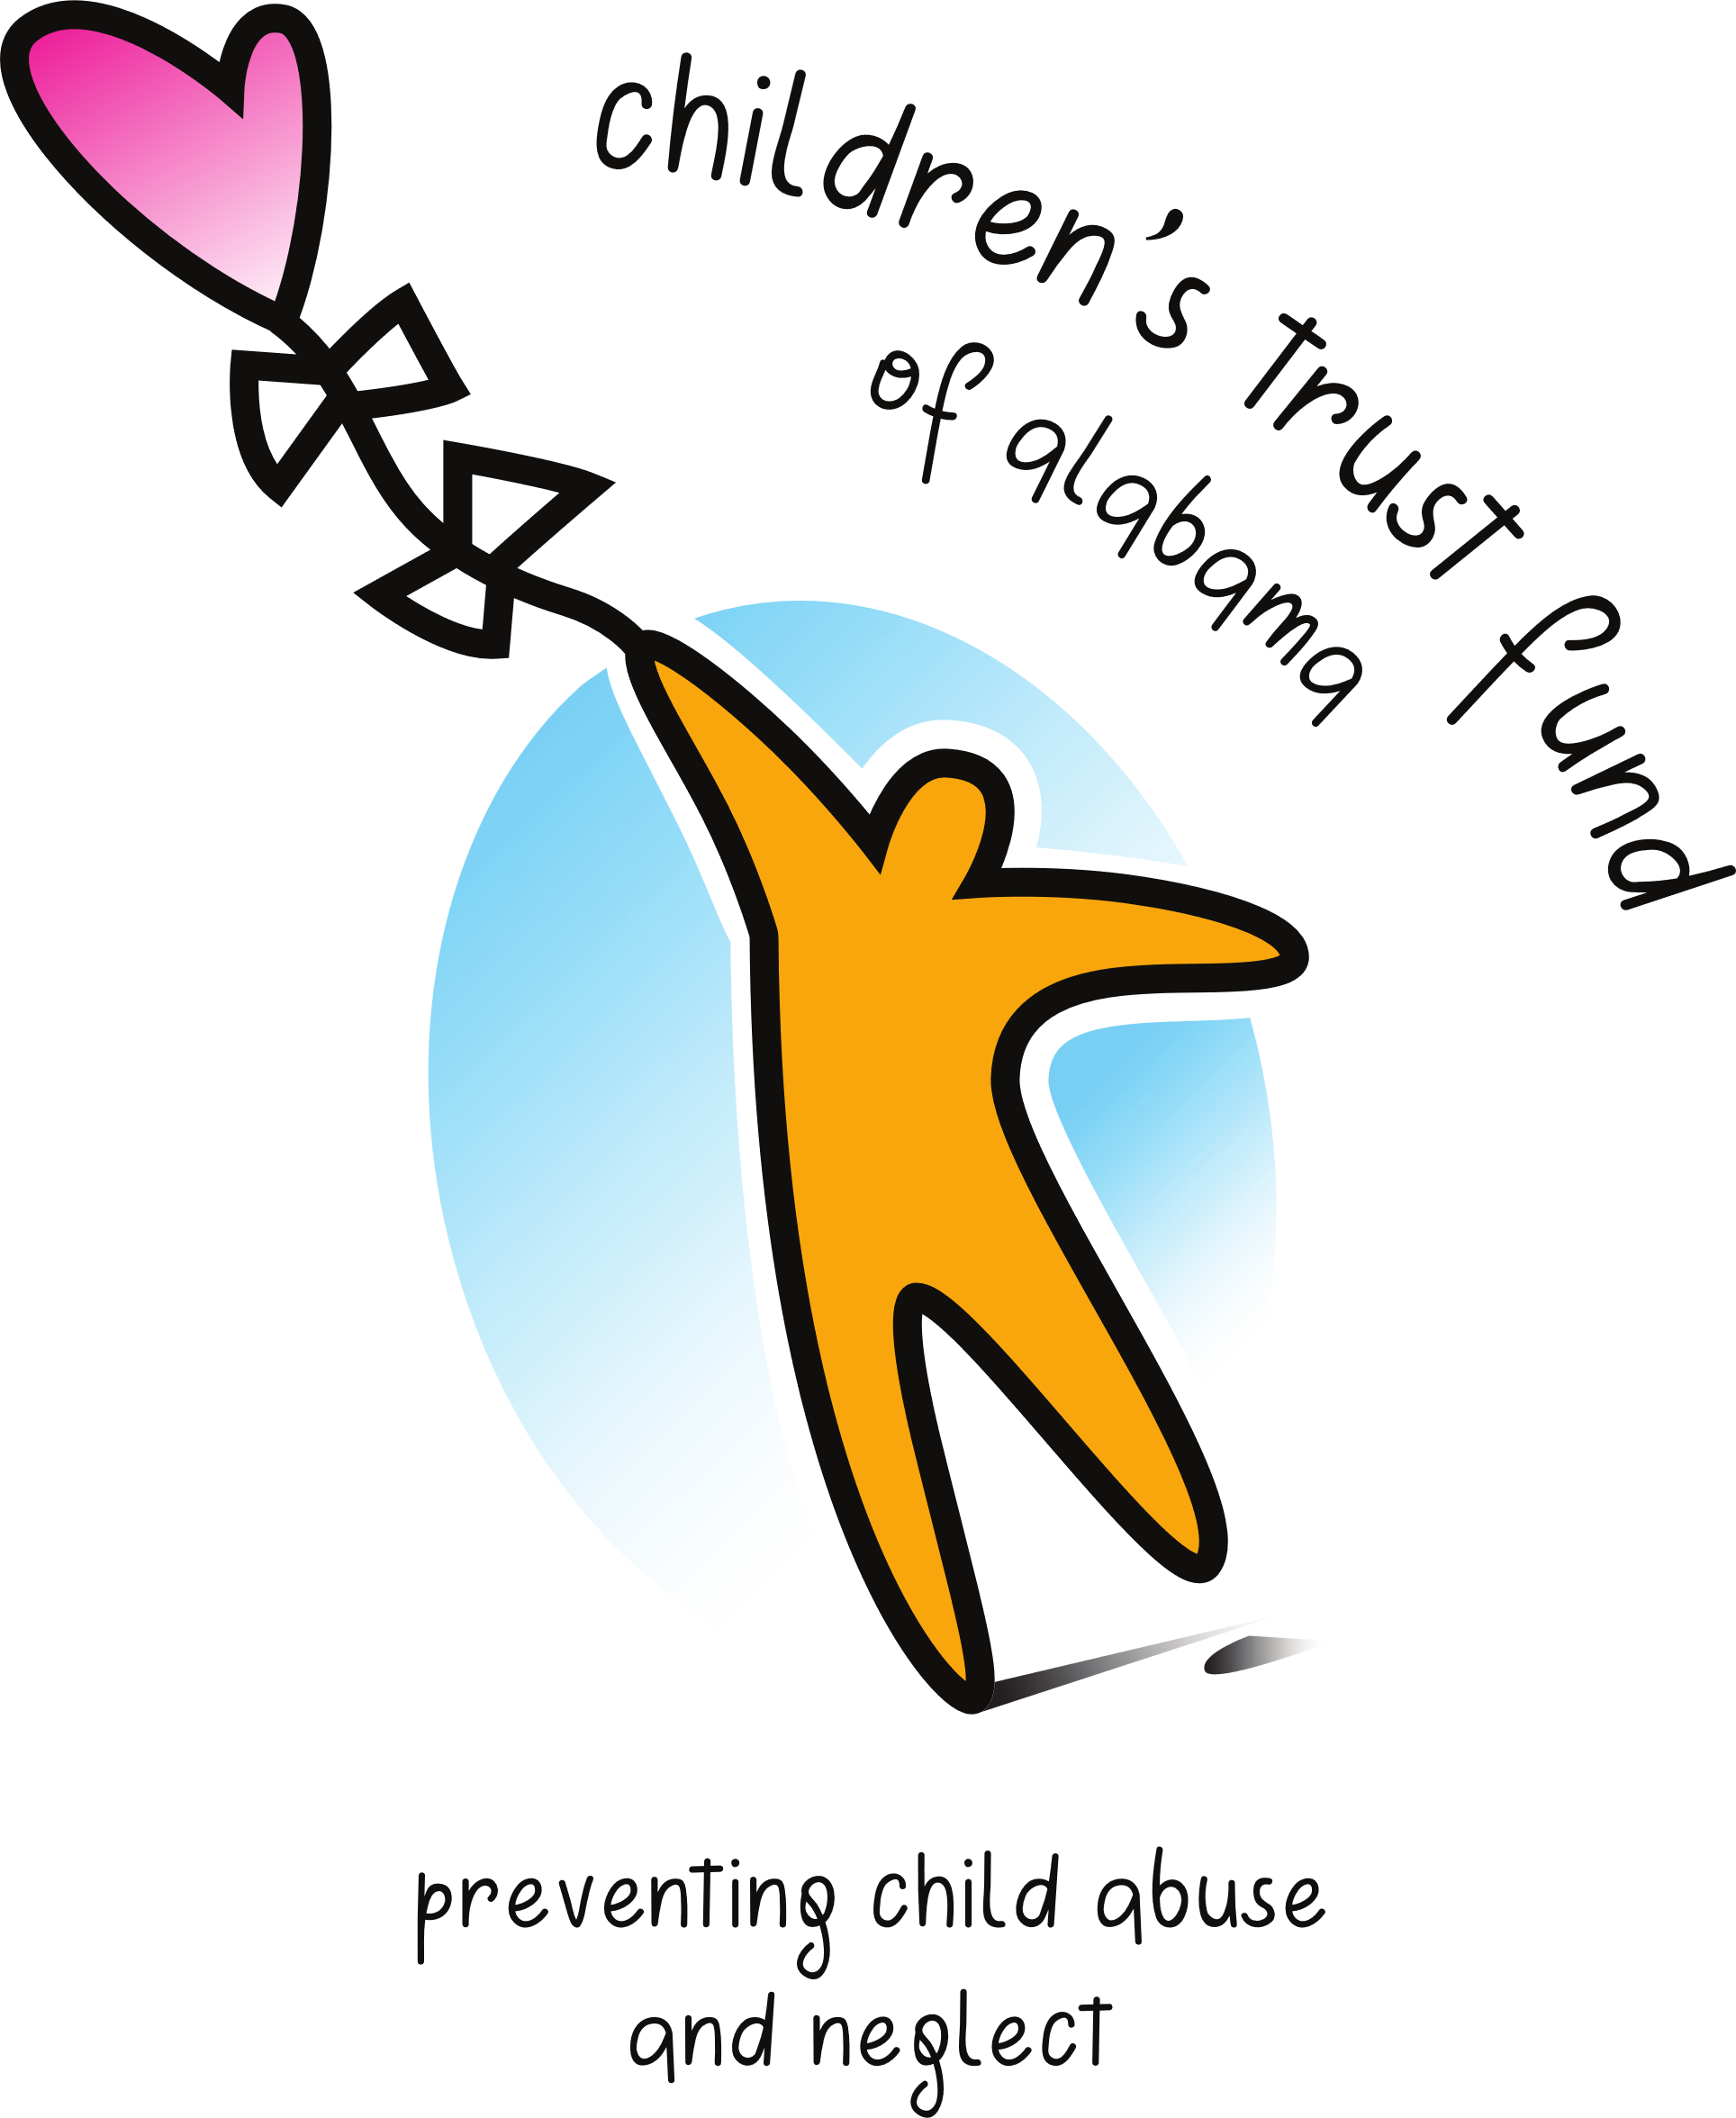 children's trust fund
of alabama
preventing child abuse
and neglect